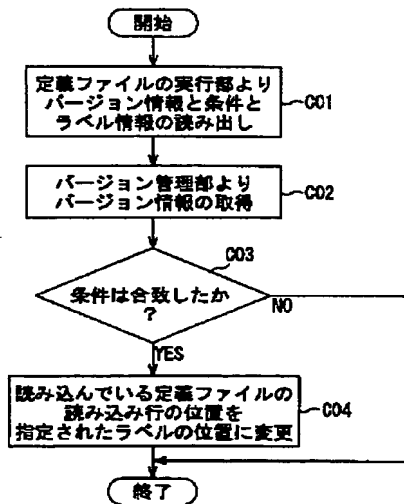 開始
定義ファイルの実行部より
バージョン情報と条件と
ラベル情報の読み出し
C01
バージョン管理部より
バージョン情報の取得
C02
C03
条件は合致したか
?
NO
YES
読み込んでいる定義ファイルの
読み込み行の位置を
指定されたラベルの位置に変更
C04
終了